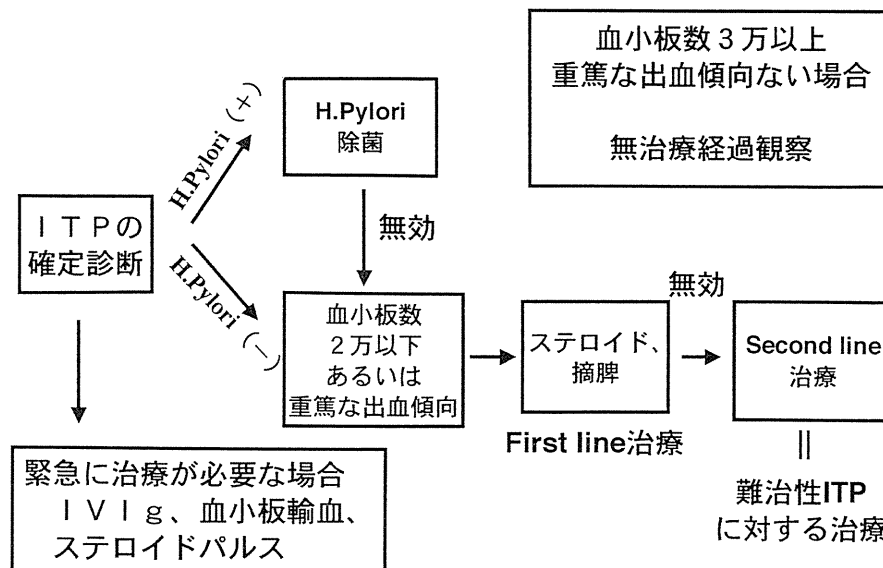 血小板数３万以上
重篤な出血傾向ない場合
無治療経過観察
H.Pylori（＋）
H.Pylori
除菌
ＩＴＰの
確定診断
無効
H.Pylori（－）
血小板数
２万以下
あるいは
重篤な出血傾向
ステロイド、
摘脾
無効
Second line
治療
First line治療
||
難治性ITP
に対する治療
緊急に治療が必要な場合
ＩＶＩｇ、血小板輸血、
ステロイドパルス